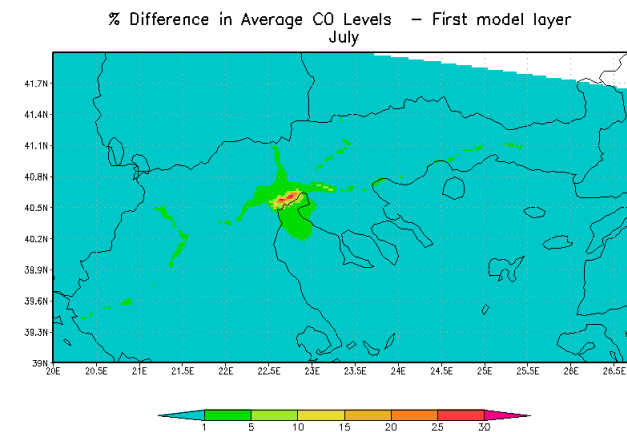 % Difference in Average CO Levels - First model layer
July
41.7N
41.4N
41.1N
40.8N
40.5N
40.2N
39.9N
39.6N
39.3N
39N
20E 20.5E 21E 21.5E 22E 22.5E 23E 23.5E 24E 24.5E 25E 25.5E 26E 26.5E
1 5 10 15 20 25 30